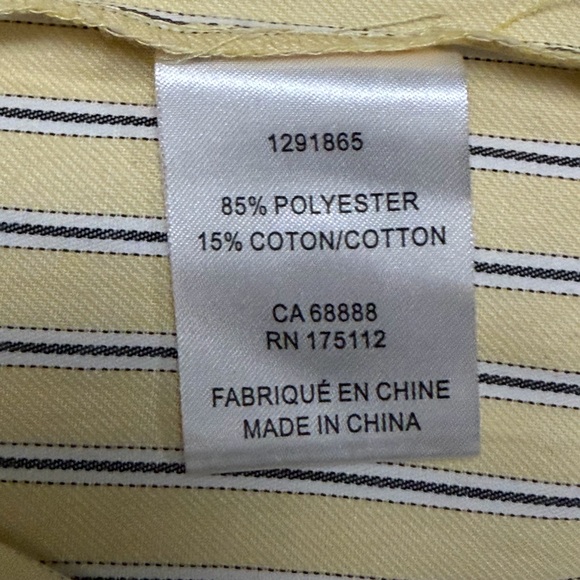 1291865
85% POLYESTER
15% COTON/COTTON
CA 68888
RN 175112
FABRIQUÉ EN CHINE
MADE IN CHINA